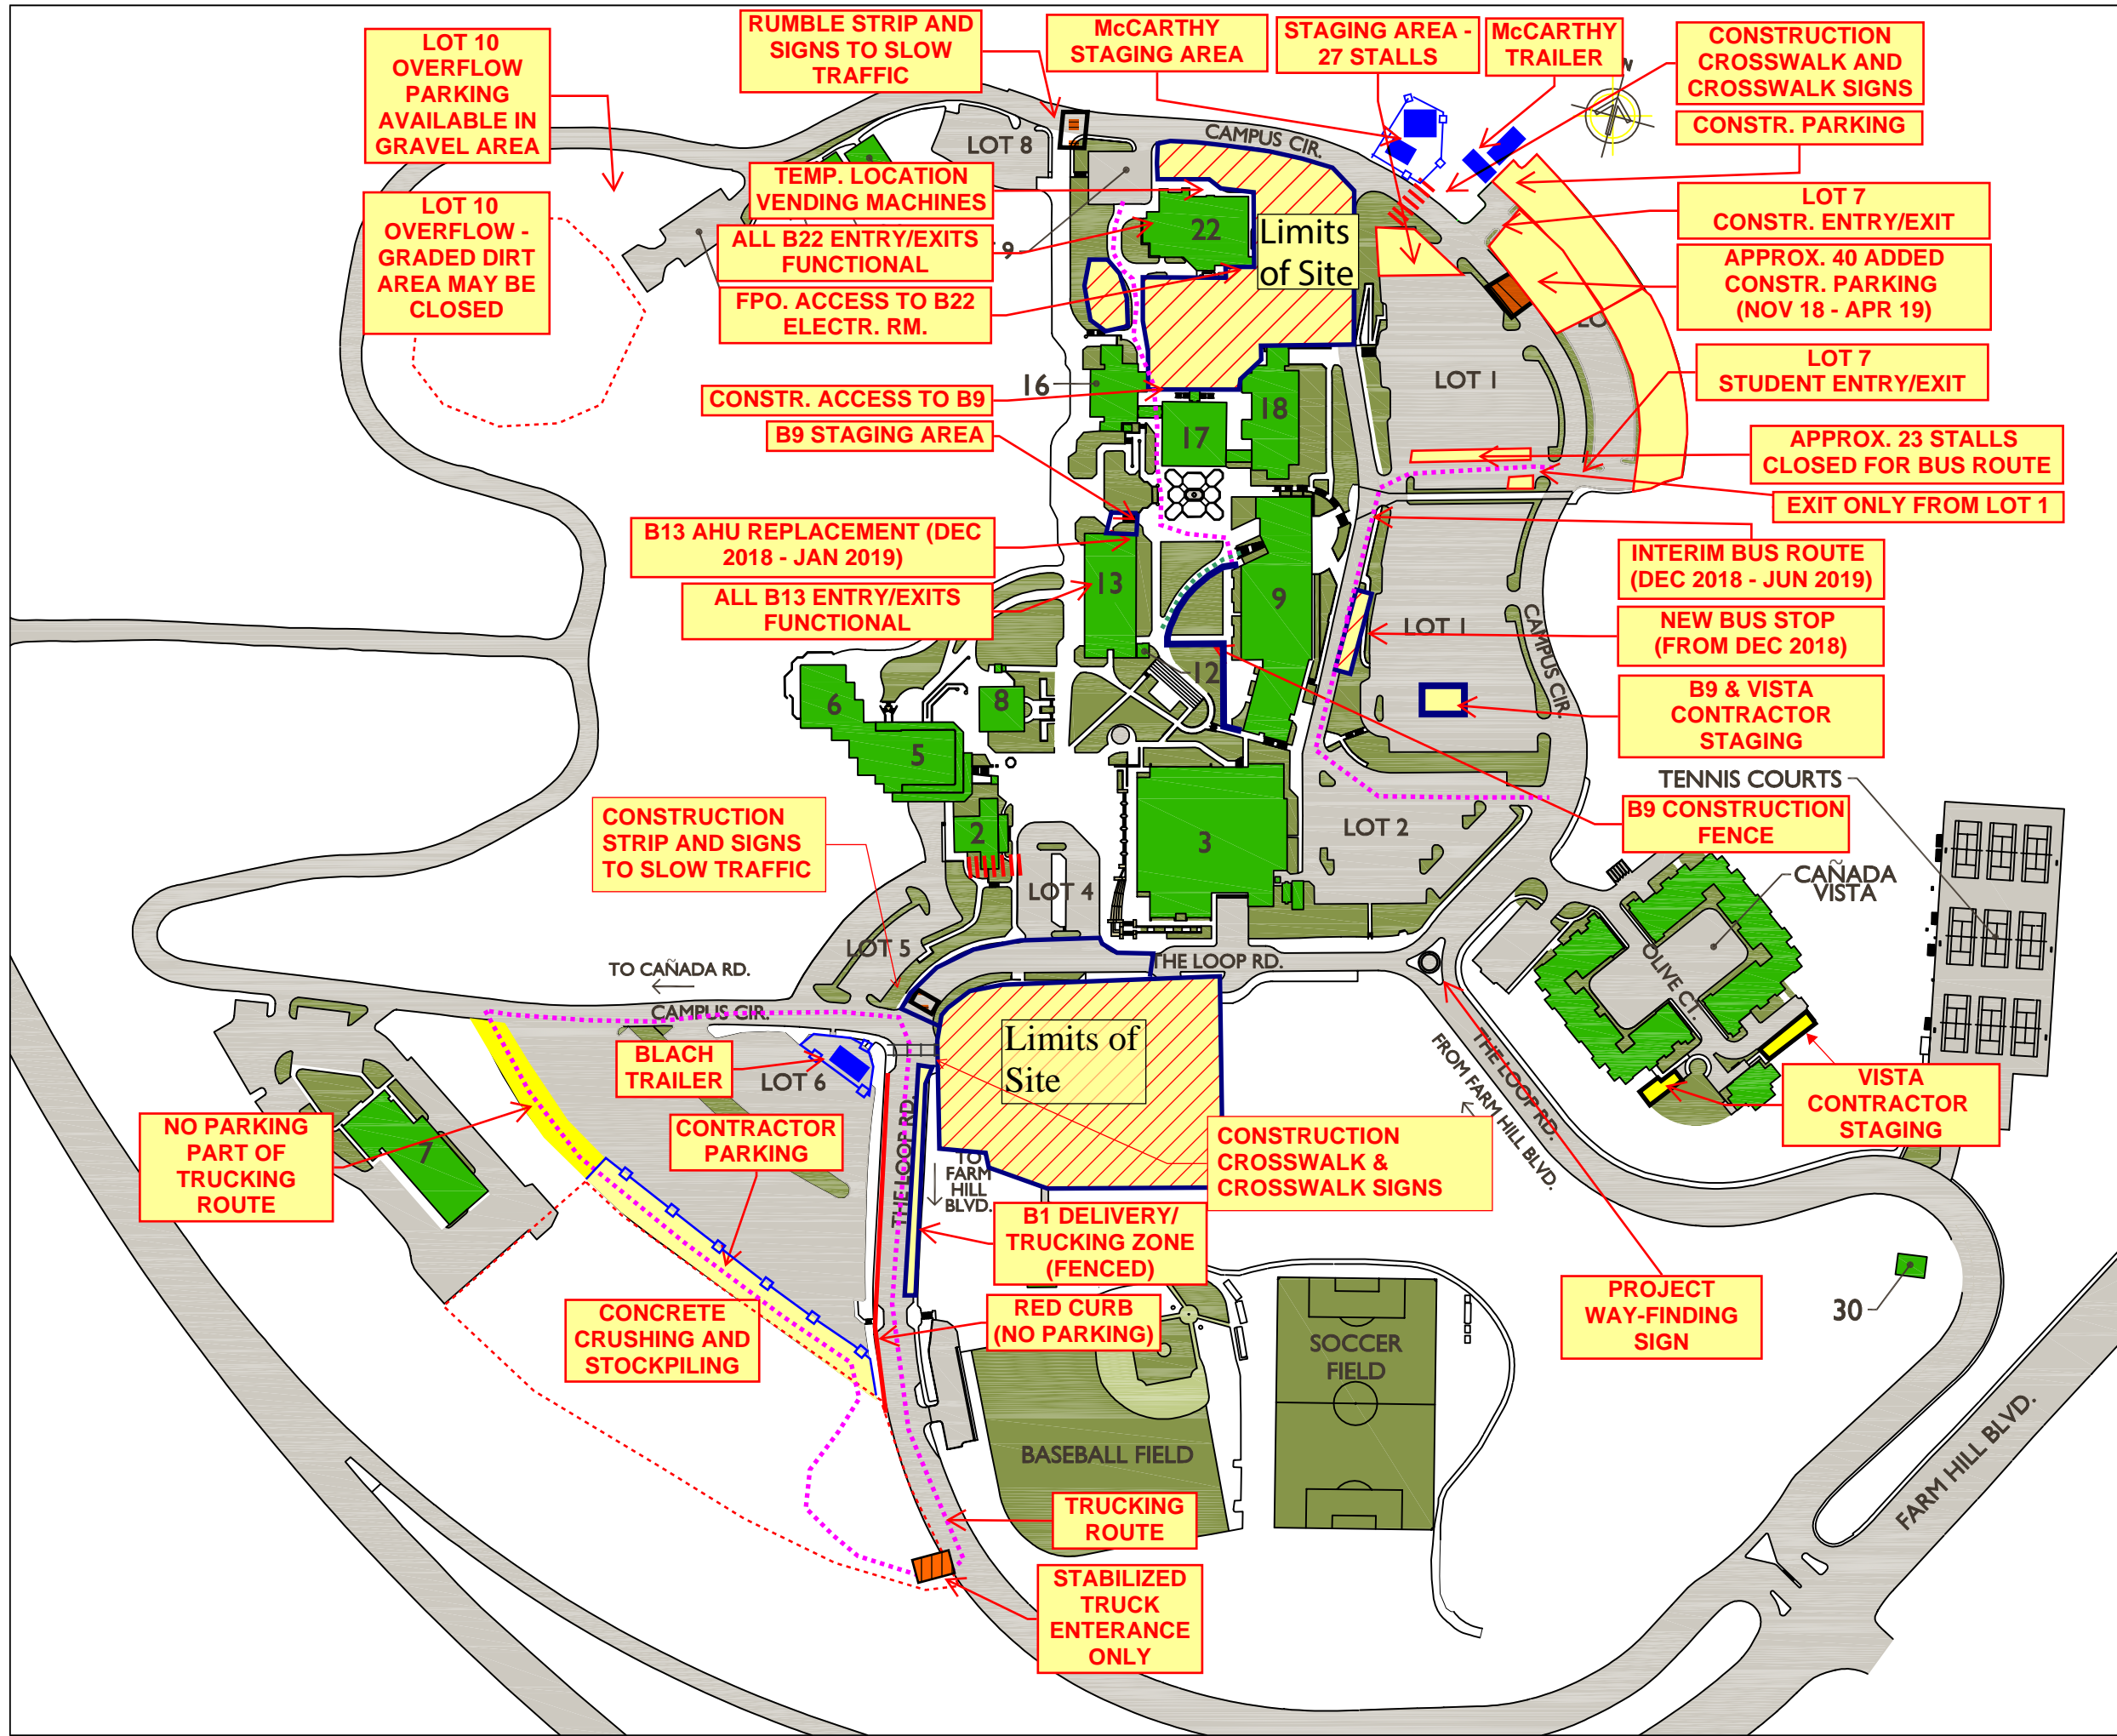 LOT 10
OVERFLOW
PARKING
AVAILABLE IN
GRAVEL AREA
RUMBLE STRIP AND
SIGNS TO SLOW
TRAFFIC
McCARTHY
STAGING AREA
STAGING AREA -
27 STALLS
McCARTHY
TRAILER
CONSTRUCTION
CROSSWALK AND
CROSSWALK SIGNS
N
CONSTR. PARKING
LOT 8
CAMPUS CIR.
TEMP. LOCATION
VENDING MACHINES
LOT 10
OVERFLOW -
GRADED DIRT
AREA MAY BE
CLOSED
ALL B22 ENTRY/EXITS
FUNCTIONAL
9
22
Limits
of Site
LOT 7
CONSTR. ENTRY/EXIT
FPO. ACCESS TO B22
ELECTR. RM.
APPROX. 40 ADDED
CONSTR. PARKING
(NOV 18 - APR 19)
LO
LOT 7
STUDENT ENTRY/EXIT
16
CONSTR. ACCESS TO B9
LOT 1
18
17
B9 STAGING AREA
APPROX. 23 STALLS
CLOSED FOR BUS ROUTE
EXIT ONLY FROM LOT 1
B13 AHU REPLACEMENT (DEC
2018 - JAN 2019)
INTERIM BUS ROUTE
(DEC 2018 - JUN 2019)
ALL B13 ENTRY/EXITS
FUNCTIONAL
13
9
LOT 1
CAMPUS CIR.
NEW BUS STOP
(FROM DEC 2018)
12
B9 & VISTA
CONTRACTOR
STAGING
6
8
5
TENNIS COURTS
B9 CONSTRUCTION
FENCE
CONSTRUCTION
STRIP AND SIGNS
TO SLOW TRAFFIC
2
3
LOT 2
LOT 4
CAÑADA
VISTA
LOT 5
OLIVE CT.
TO CAÑADA RD.
THE LOOP RD.
CAMPUS CIR.
Limits of
Site
BLACH
TRAILER
LOT 6
THE LOOP RD.
FROM FARM HILL BLVD.
VISTA
CONTRACTOR
STAGING
NO PARKING
PART OF
TRUCKING
ROUTE
7
CONTRACTOR
PARKING
THE LOOP RD.
TO
FARM
HILL
BLVD.
CONSTRUCTION
CROSSWALK &
CROSSWALK SIGNS
B1 DELIVERY/
TRUCKING ZONE
(FENCED)
CONCRETE
CRUSHING AND
STOCKPILING
RED CURB
(NO PARKING)
PROJECT
WAY-FINDING
SIGN
30
SOCCER
FIELD
BASEBALL FIELD
FARM HILL BLVD.
TRUCKING
ROUTE
STABILIZED
TRUCK
ENTERANCE
ONLY